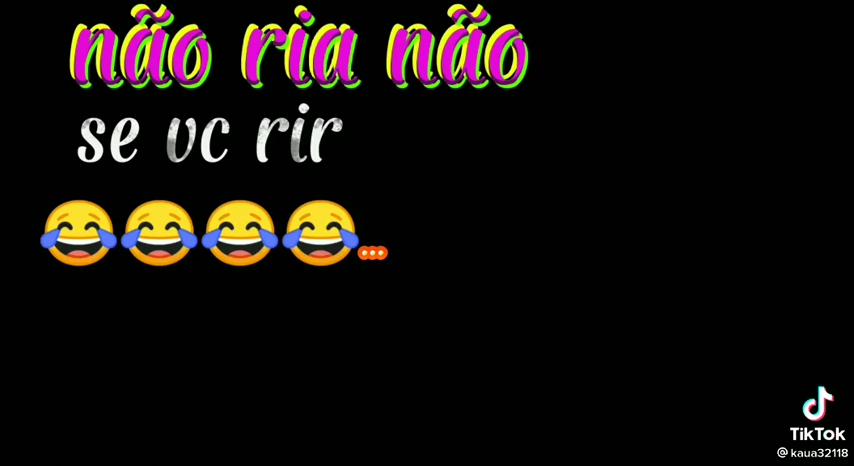 não ria não
se vc rir
😂😂😂😂...
TikTok
@kaua32118